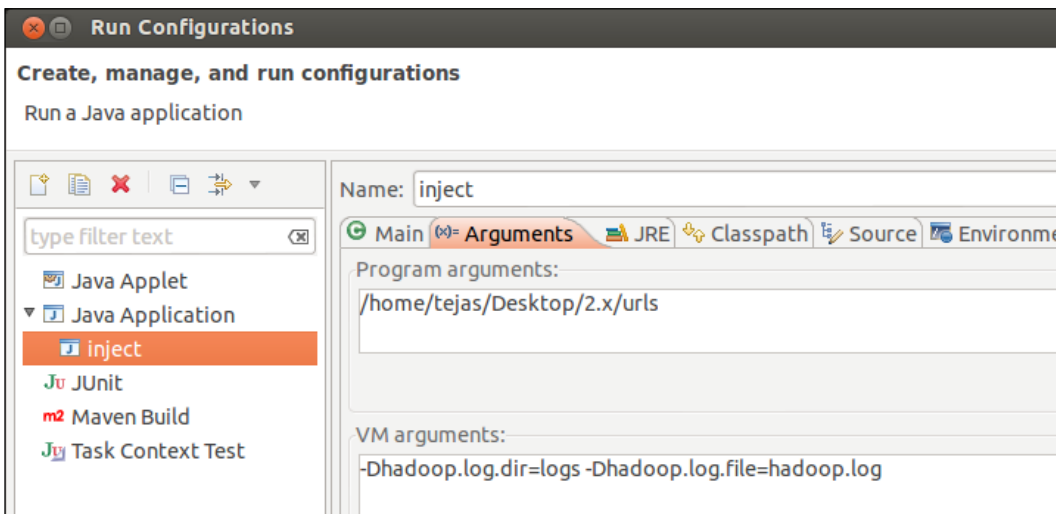 Run Configurations
Create, manage, and run configurations
Run a Java application
Name: inject
type filter text
Main (x)= Arguments JRE Classpath Source Environme
Java Applet
Java Application
inject
JUnit
m2 Maven Build
Task Context Test
Program arguments:
/home/tejas/Desktop/2.x/urls
VM arguments:
-Dhadoop.log.dir=logs -Dhadoop.log.file=hadoop.log